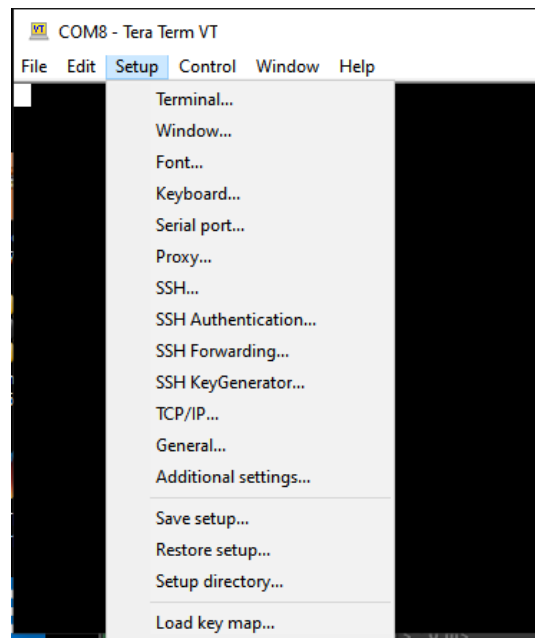 COM8 - Tera Term VT
File Edit Setup Control Window Help
Terminal...
Window...
Font...
Keyboard...
Serial port...
Proxy...
SSH...
SSH Authentication...
SSH Forwarding...
SSH KeyGenerator...
TCP/IP...
General...
Additional settings...
Save setup...
Restore setup...
Setup directory...
Load key map...